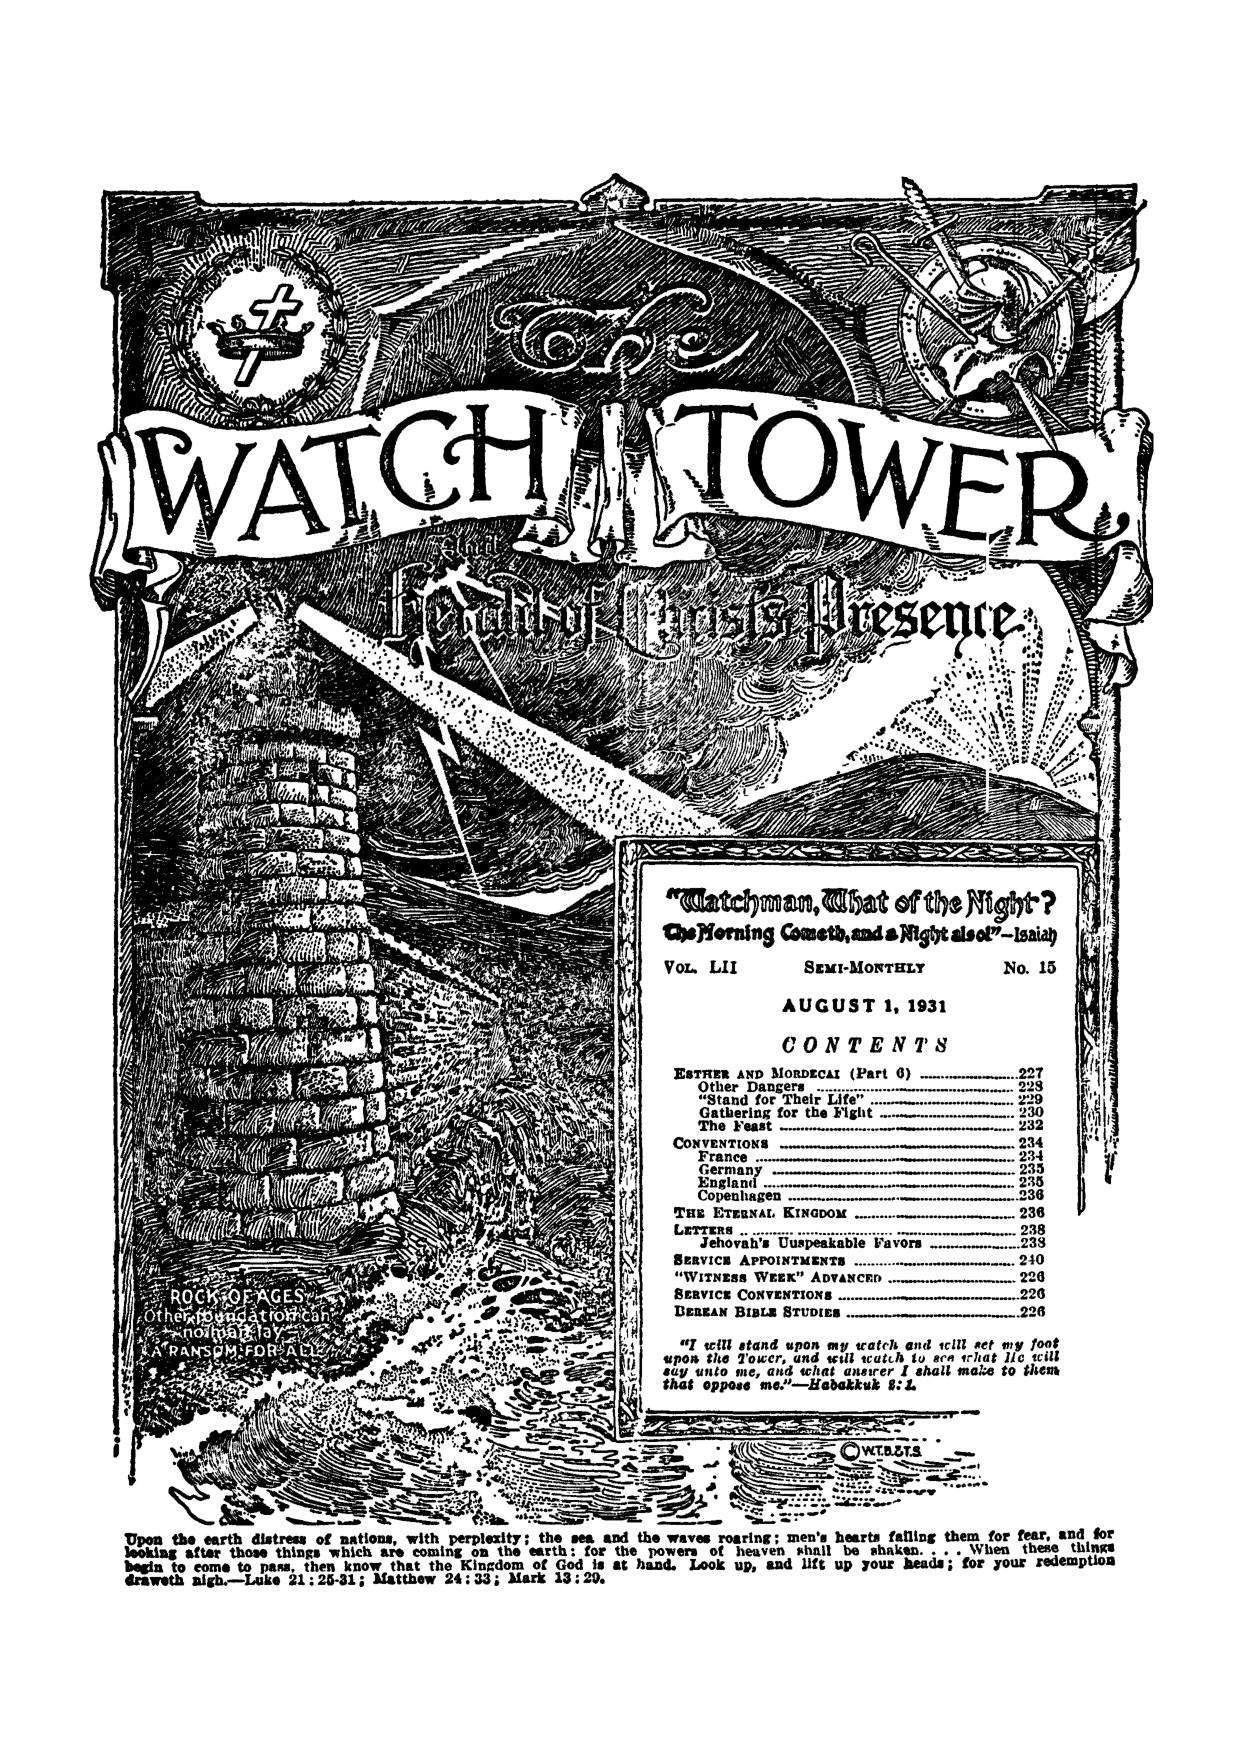 The
WATCH TOWER
And
Herald of Christ's Presence.
"Watchman, What of the Night?
The Morning Cometh, and a Night also!"—Isaiah
VOL. LII SEMI-MONTHLY No. 15
AUGUST 1, 1931
CONTENTS
ESTHER AND MORDECAI (Part 6) 227
Other Dangers 228
"Stand for Their Life" 229
Gathering for the Fight 230
The Feast 232
CONVENTIONS 234
France 234
Germany 235
England 235
Copenhagen 236
THE ETERNAL KINGDOM 236
LETTERS 238
Jehovah's Unspeakable Favors 238
SERVICE APPOINTMENTS 240
"WITNESS WEEK" ADVANCED 226
SERVICE CONVENTIONS 226
BEREAN BIBLE STUDIES 226
"I will stand upon my watch and will set my foot
upon the Tower, and will watch to see what He will
say unto me, and what answer I shall make to them
that oppose me."—Habakkuk 2:1.
ROCK OF AGES
Other foundation can
no man lay
A RANSOM FOR ALL
©W.T.B.&T.S.
Upon the earth distress of nations, with perplexity; the sea and the waves roaring; men's hearts failing them for fear, and for
looking after those things which are coming on the earth: for the powers of heaven shall be shaken. . . . When these things
begin to come to pass, then know that the Kingdom of God is at hand. Look up, and lift up your heads; for your redemption
draweth nigh.—Luke 21:25-31; Matthew 24:33; Mark 13:29.